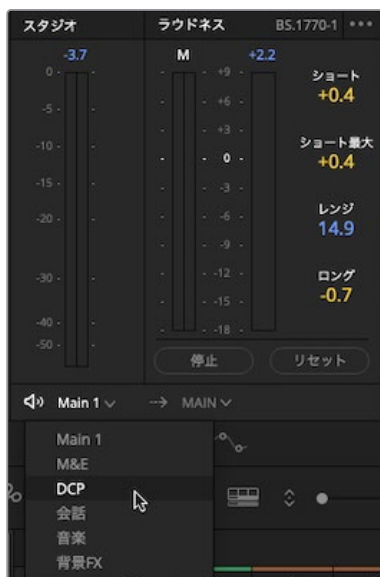 スタジオ ラウドネス BS.1770-1
-3.7 M +2.2
0 +9 ショート
-5 +6 +0.4
-10 +3 ショート最大
0 +0.4
-15 -3 レンジ
-20 -6 14.9
-9
-30 -12 ロング
-40 -15 -0.7
-50 -18
停止 リセット
Main 1 MAIN
Main 1
M&E
DCP
会話
音楽
背景FX